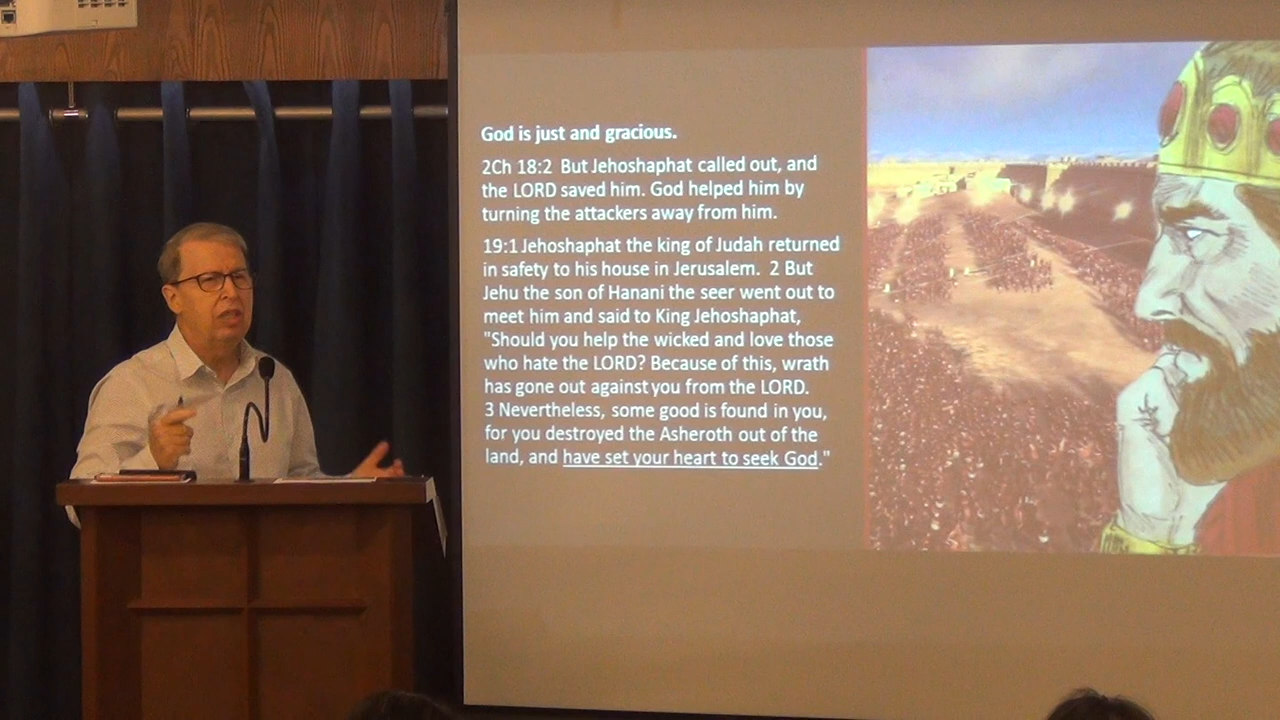 God is just and gracious.
2Ch 18:2 But Jehoshaphat called out, and
the LORD saved him. God helped him by
turning the attackers away from him.
19:1 Jehoshaphat the king of Judah returned
in safety to his house in Jerusalem. 2 But
Jehu the son of Hanani the seer went out to
meet him and said to King Jehoshaphat,
"Should you help the wicked and love those
who hate the LORD? Because of this, wrath
has gone out against you from the LORD.
3 Nevertheless, some good is found in you,
for you destroyed the Asheroth out of the
land, and have set your heart to seek God."